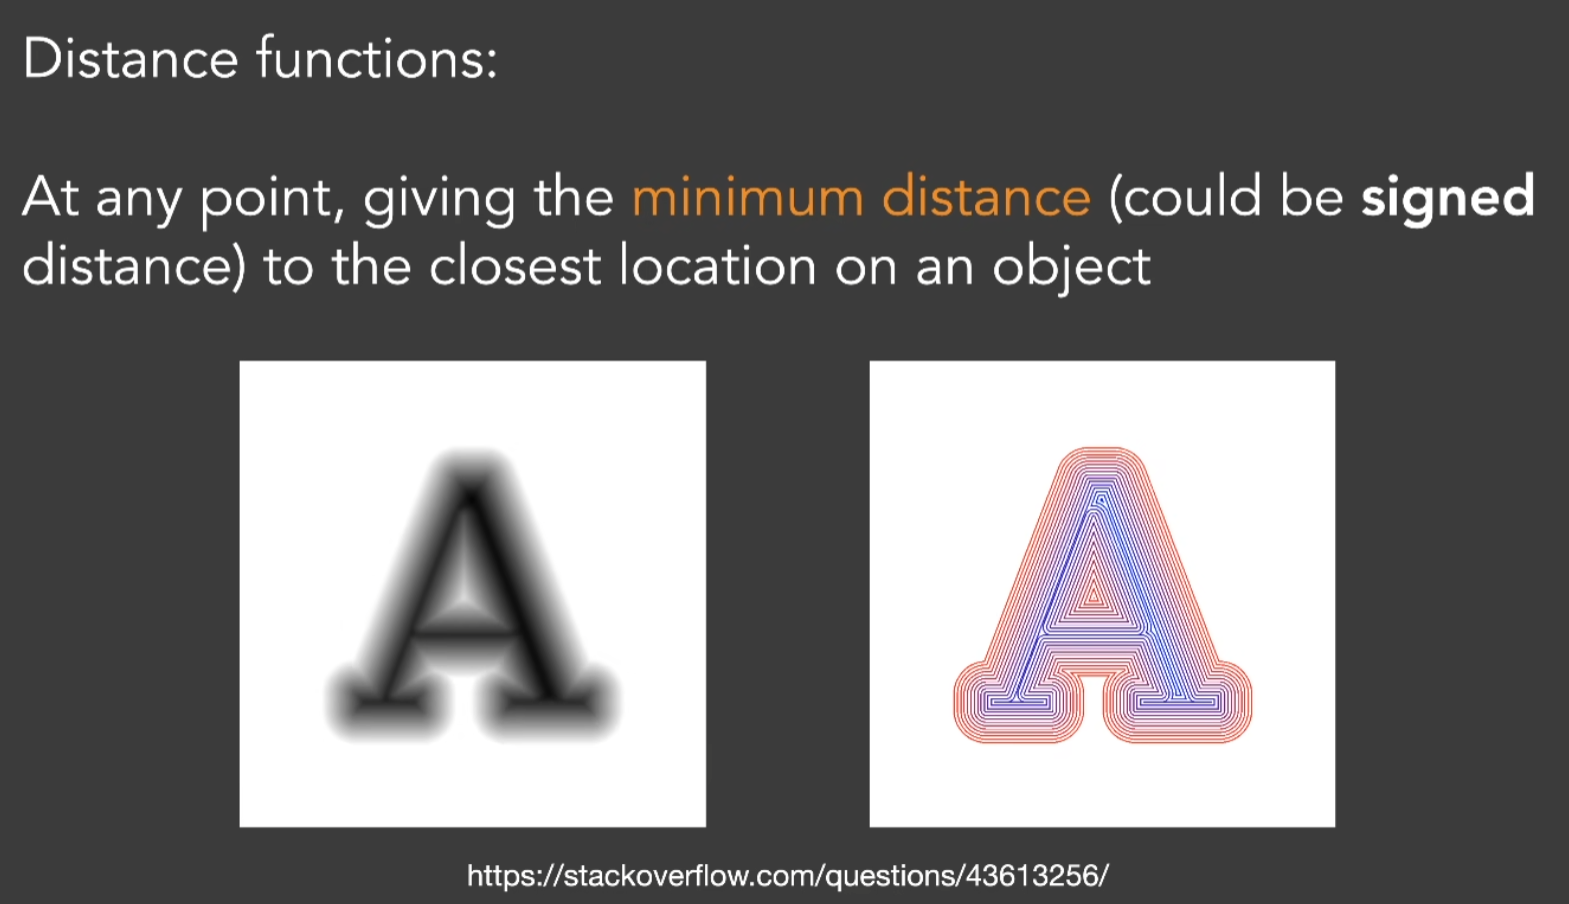 Distance functions:
At any point, giving the minimum distance (could be signed
distance) to the closest location on an object
A
A
https://stackoverflow.com/questions/43613256/